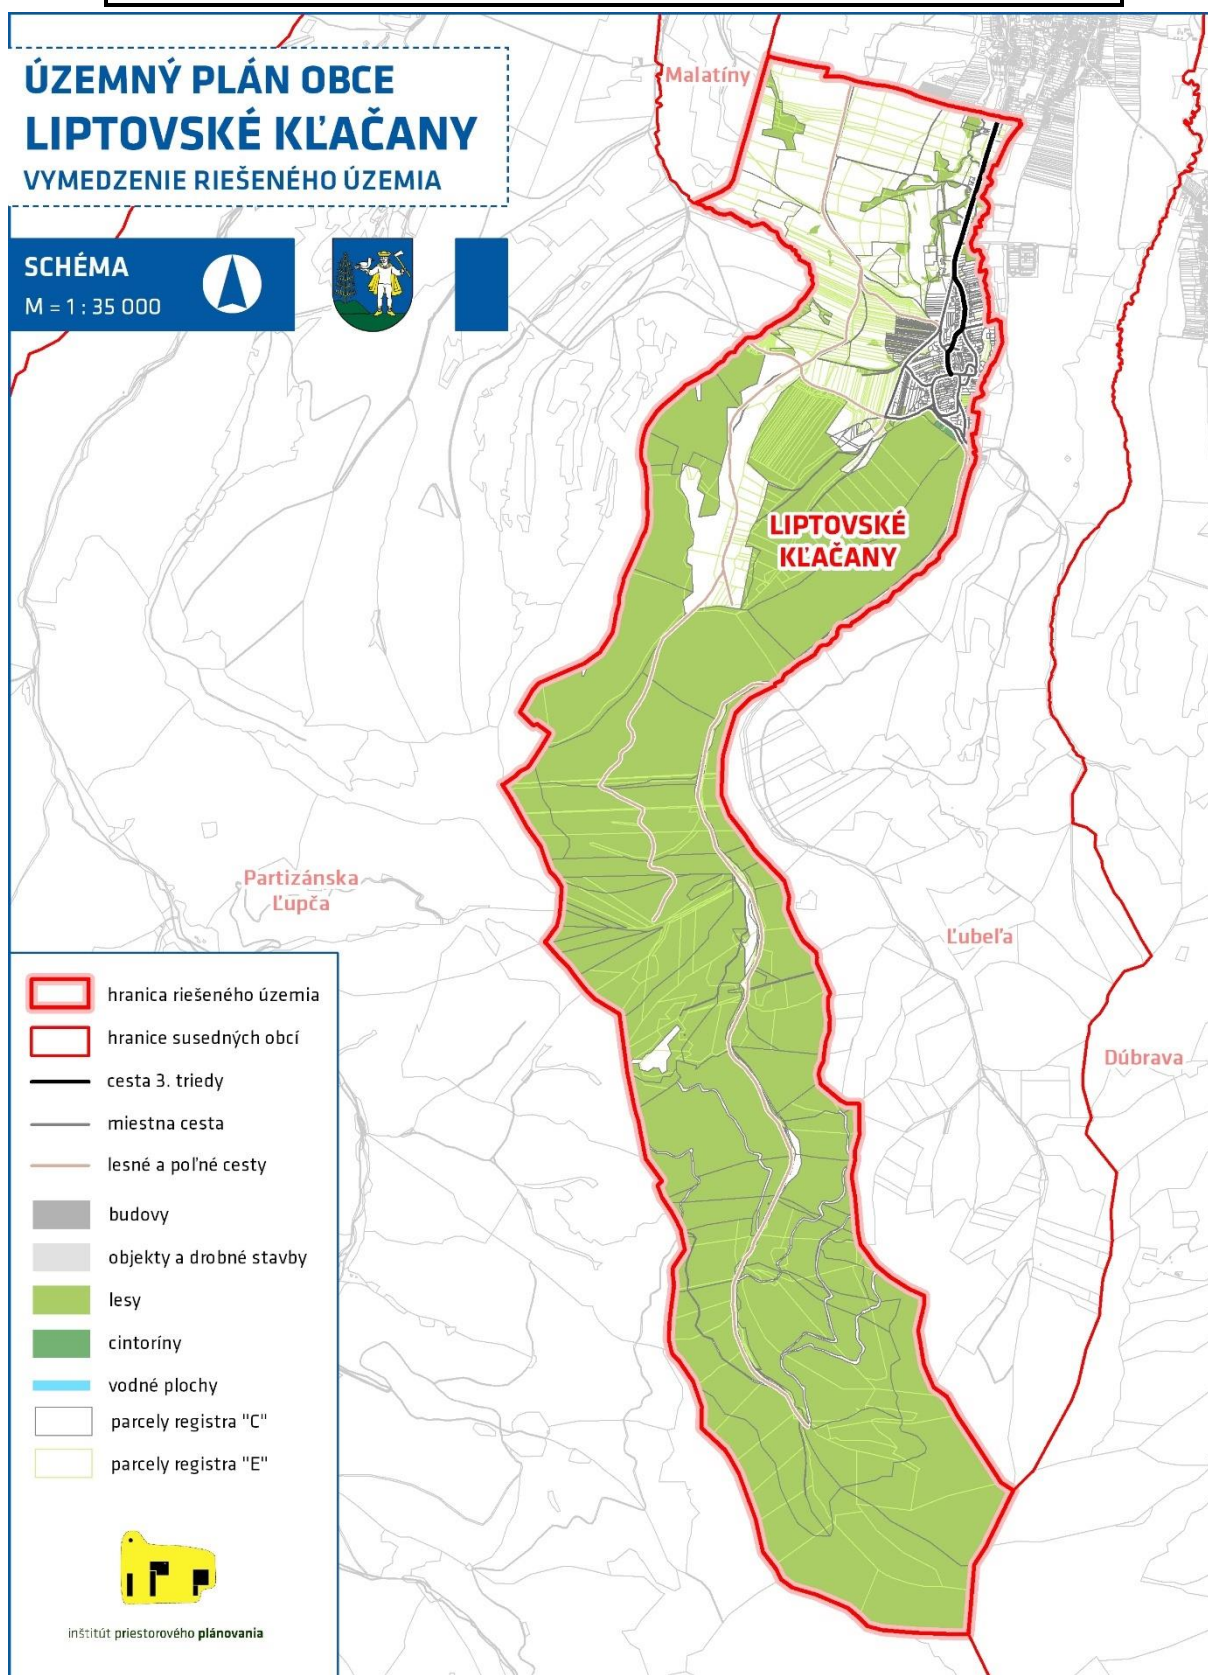 ÚZEMNÝ PLÁN OBCE
LIPTOVSKÉ KĽAČANY
VYMEDZENIE RIEŠENÉHO ÚZEMIA
SCHÉMA
M = 1 : 35 000
Malatíny
LIPTOVSKÉ
KĽAČANY
Partizánska
Ľupča
Ľubeľa
Dúbrava
hranica riešeného územia
hranice susedných obcí
cesta 3. triedy
miestna cesta
lesné a poľné cesty
budovy
objekty a drobné stavby
lesy
cintoríny
vodné plochy
parcely registra "C"
parcely registra "E"
inštitút priestorového plánovania